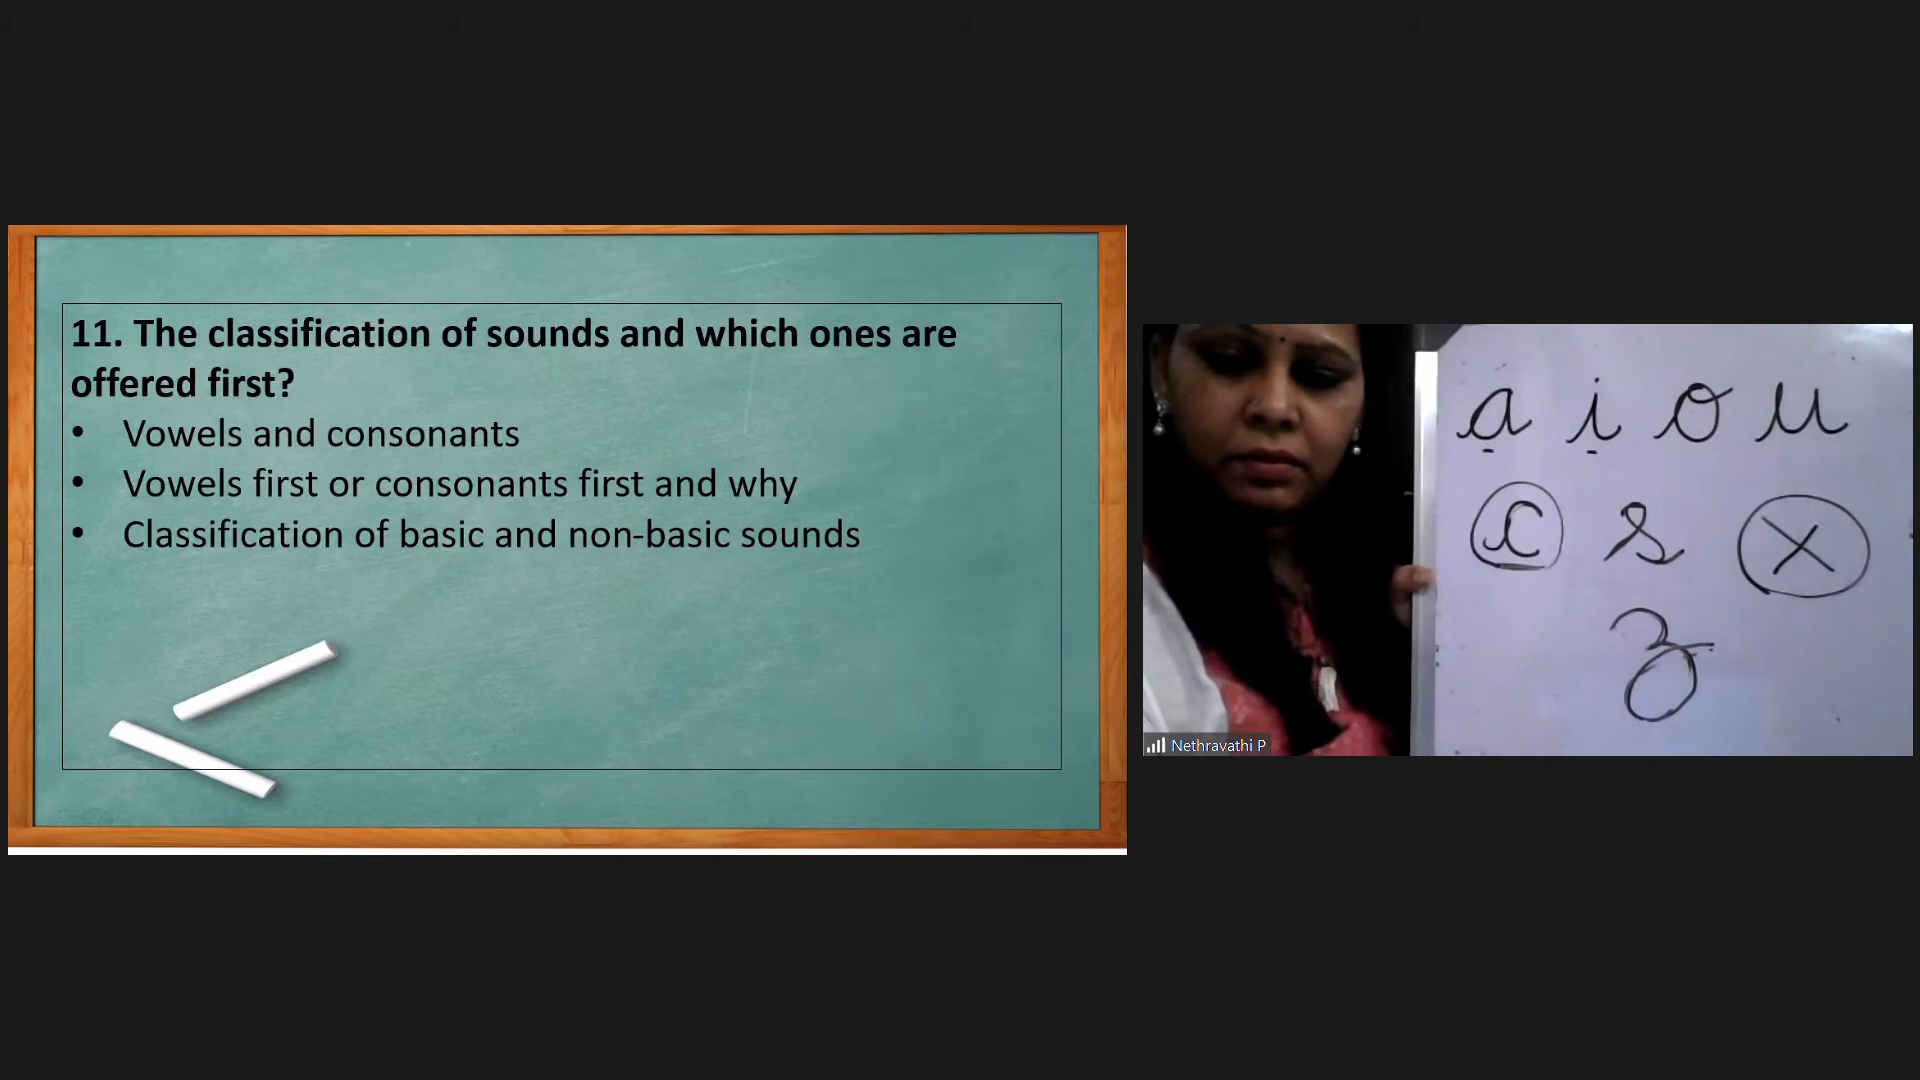 11. The classification of sounds and which ones are
offered first?
• Vowels and consonants
• Vowels first or consonants first and why
• Classification of basic and non-basic sounds
a i o u
c s x
z
Nethravathi P